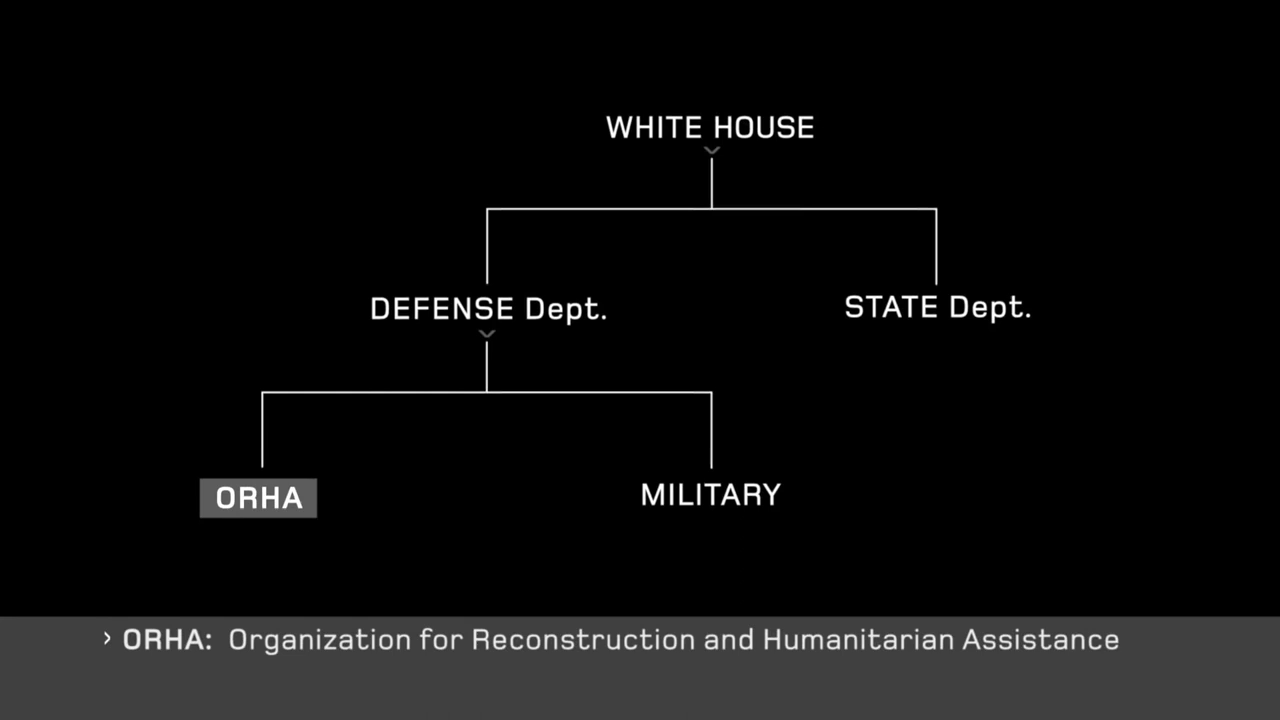 WHITE HOUSE
DEFENSE Dept.
STATE Dept.
ORHA
MILITARY
› ORHA: Organization for Reconstruction and Humanitarian Assistance